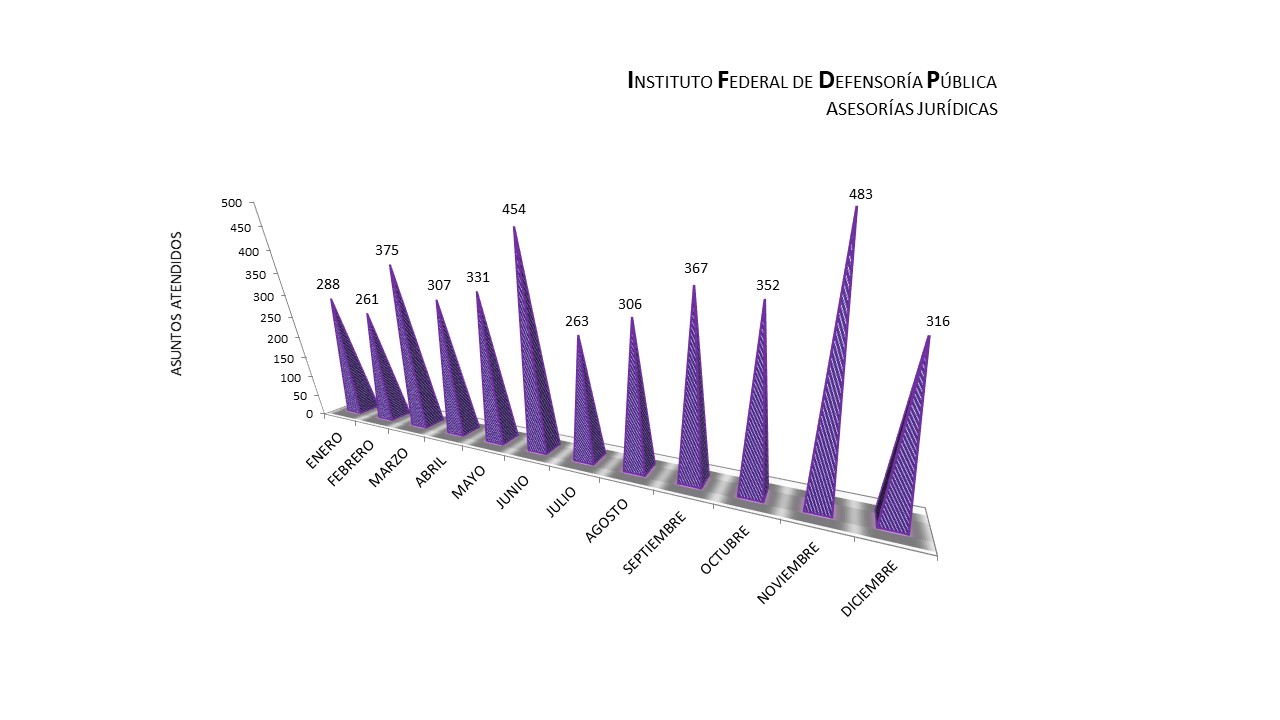 INSTITUTO FEDERAL DE DEFENSORÍA PÚBLICA
ASESORÍAS JURÍDICAS
ASUNTOS ATENDIDOS
500
450
400
350
300
250
200
150
100
50
0
288
261
375
307
331
454
263
306
367
352
483
316
ENERO
FEBRERO
MARZO
ABRIL
MAYO
JUNIO
JULIO
AGOSTO
SEPTIEMBRE
OCTUBRE
NOVIEMBRE
DICIEMBRE